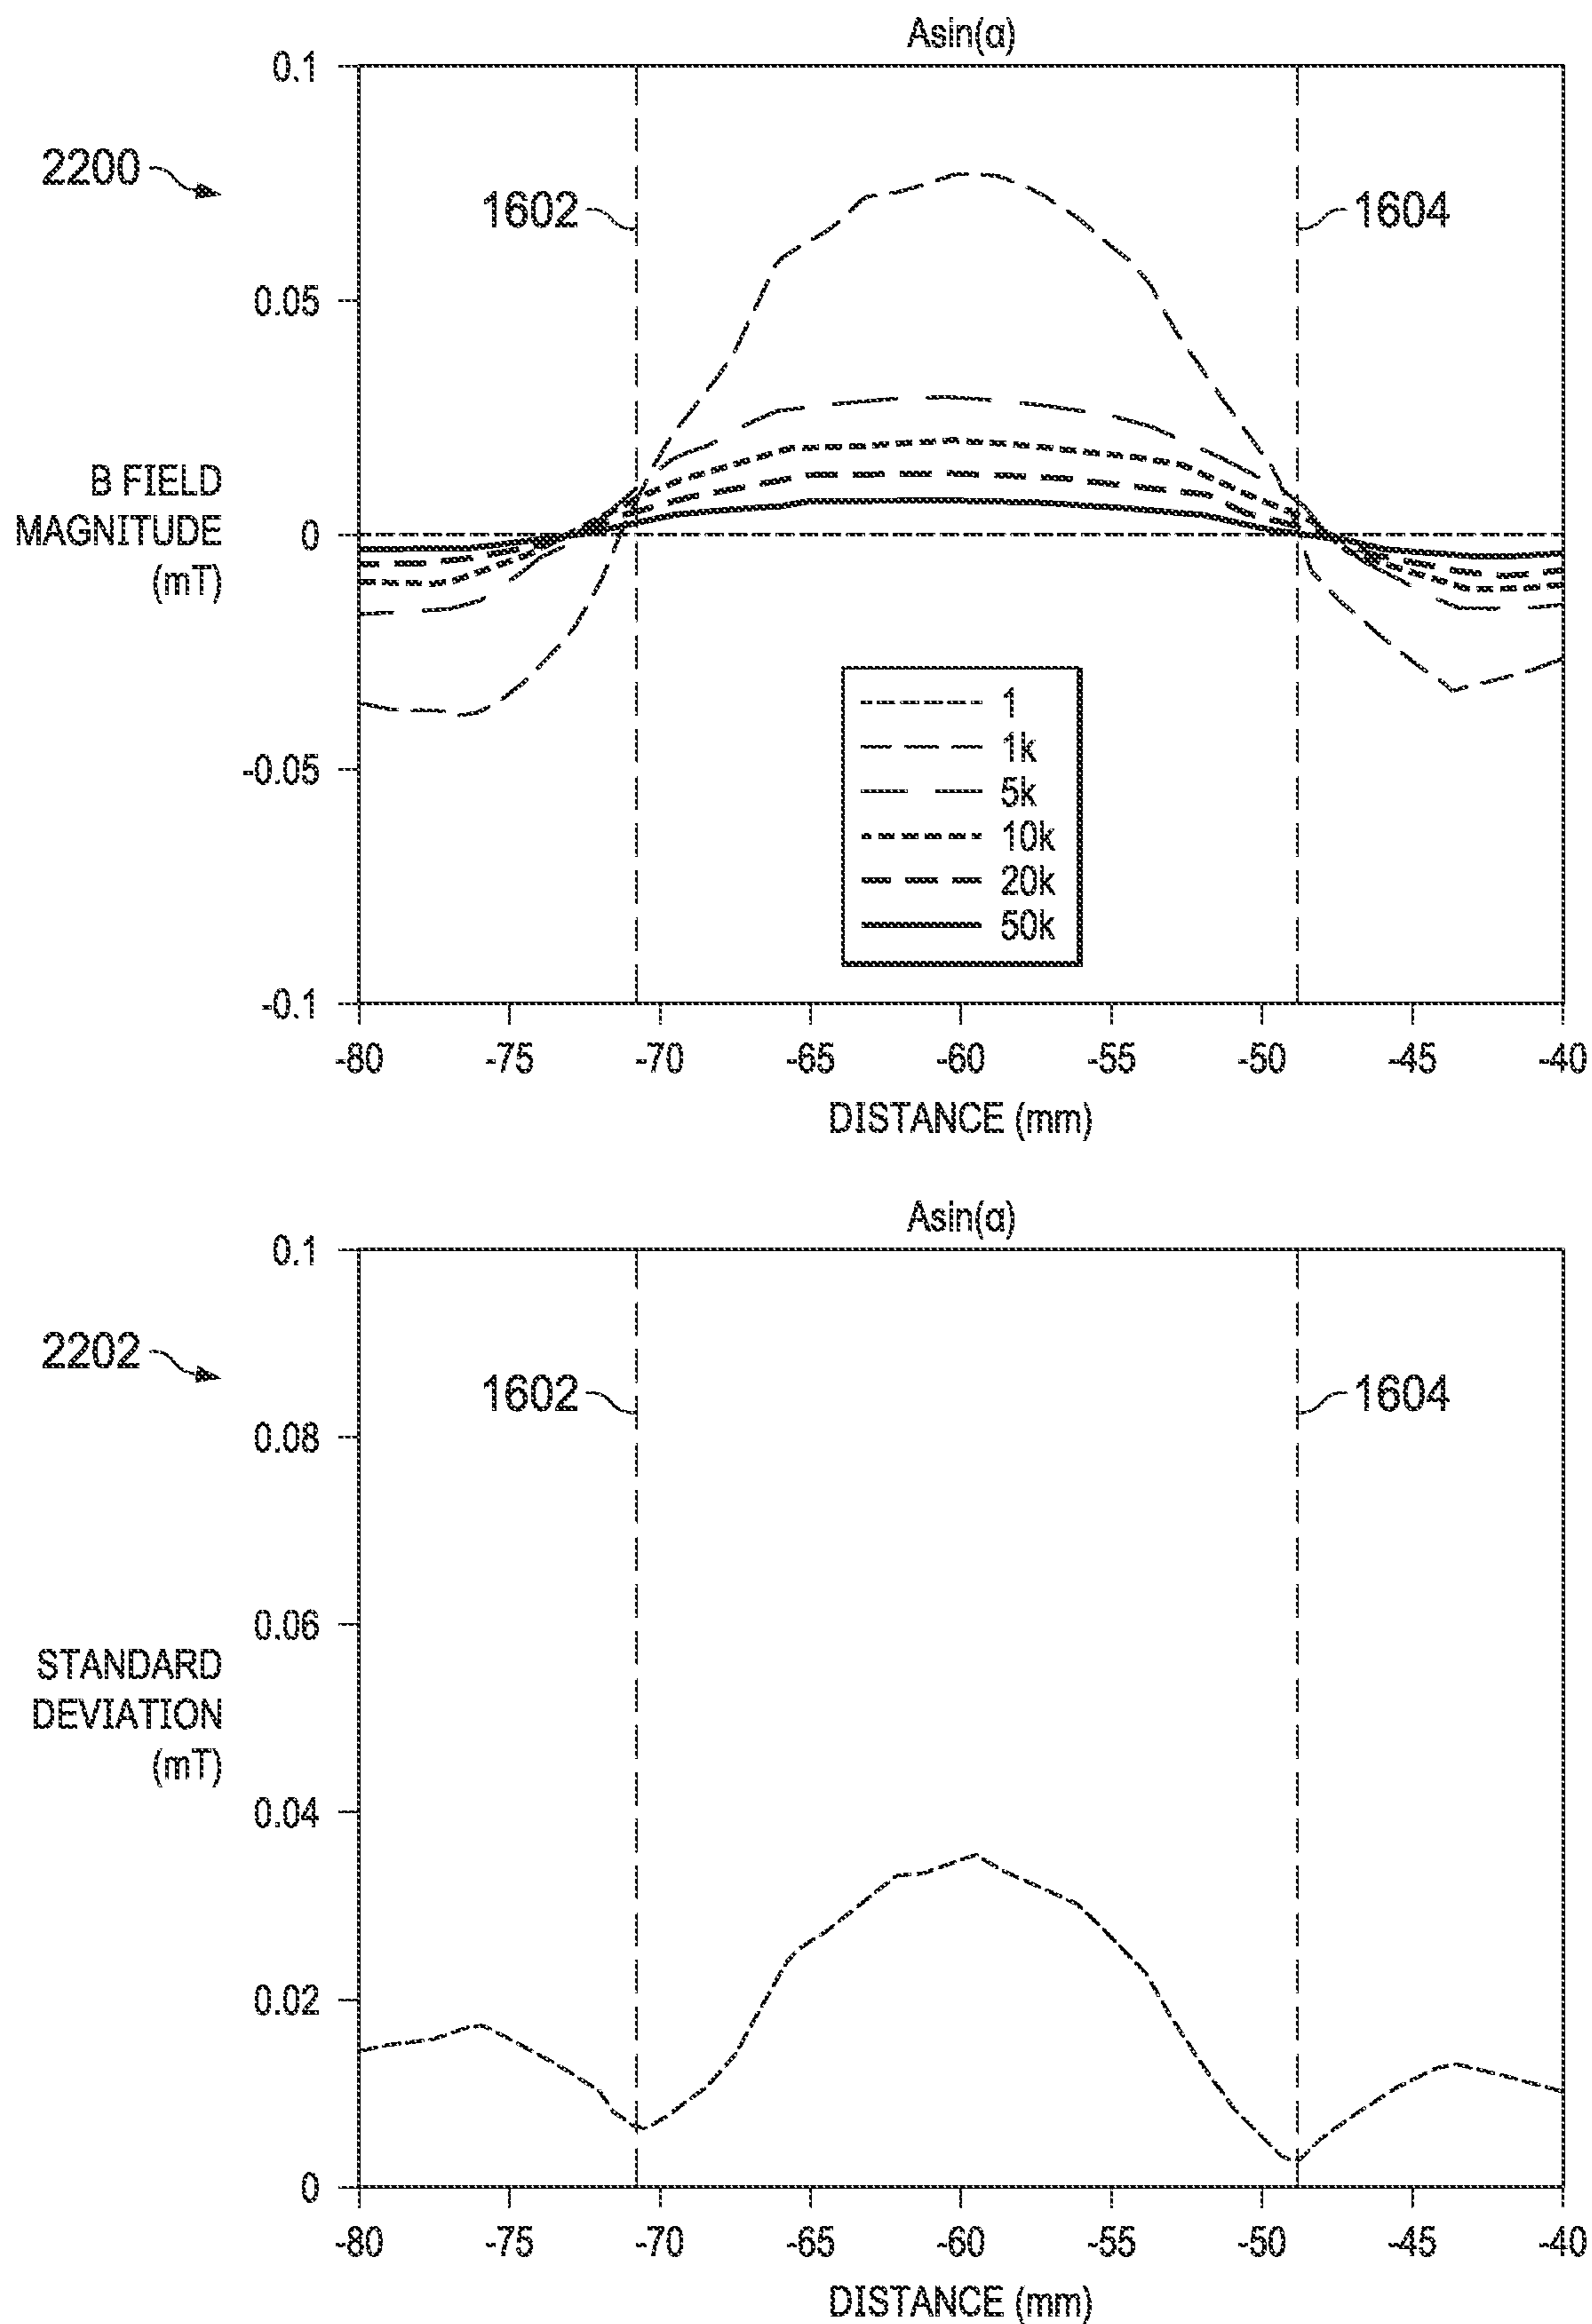 Asin(α)
0.1
2200
1602
1604
0.05
B FIELD
MAGNITUDE
(mT)
0
1
1k
5k
10k
20k
50k
-0.05
-0.1
-80 -75 -70 -65 -60 -55 -50 -45 -40
DISTANCE (mm)
Asin(α)
0.1
2202
1602
1604
0.08
0.06
STANDARD
DEVIATION
(mT)
0.04
0.02
0
-80 -75 -70 -65 -60 -55 -50 -45 -40
DISTANCE (mm)